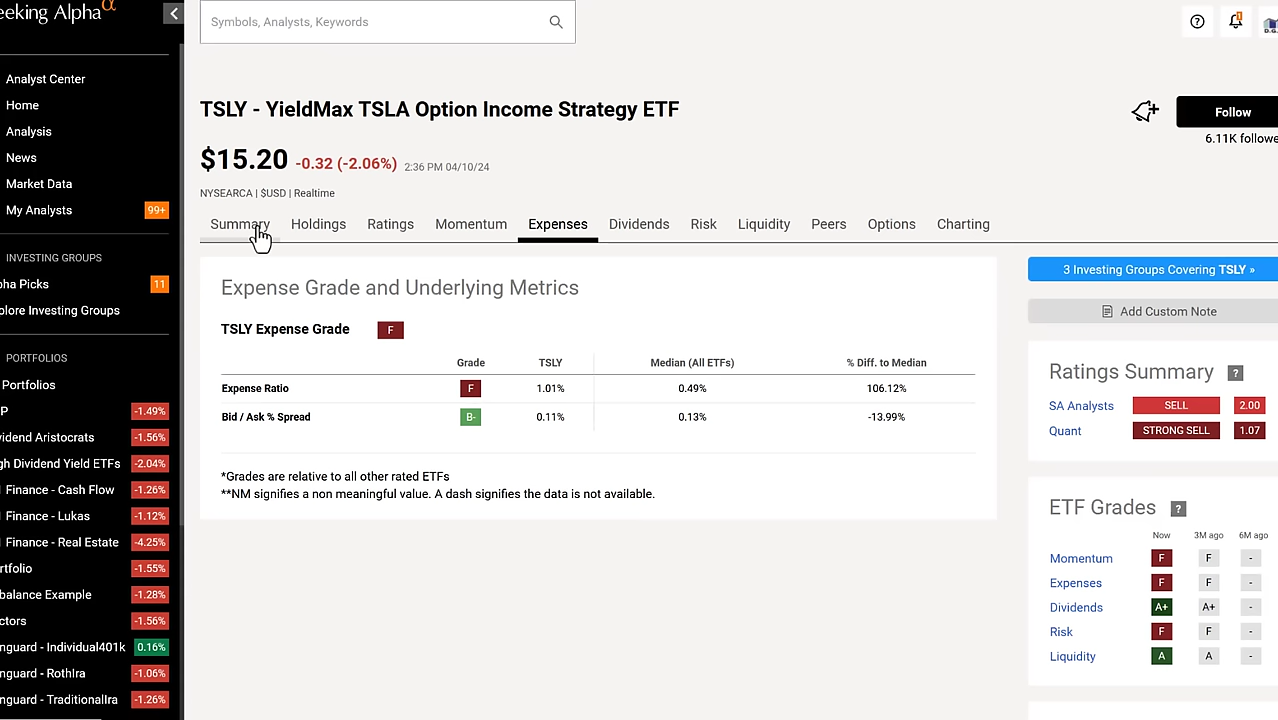 eeking Alpha α
Symbols, Analysts, Keywords
1
Analyst Center
Home
Analysis
News
Market Data
My Analysts 99+
INVESTING GROUPS
pha Picks 11
plore Investing Groups
PORTFOLIOS
Portfolios
P -1.49%
vidend Aristocrats -1.56%
gh Dividend Yield ETFs -2.04%
Finance - Cash Flow -1.26%
Finance - Lukas -1.12%
Finance - Real Estate -4.25%
rtfolio -1.55%
balance Example -1.28%
ctors -1.56%
nguard - Individual401k 0.16%
nguard - RothIra -1.06%
nguard - TraditionalIra -1.26%
TSLY - YieldMax TSLA Option Income Strategy ETF
Follow
6.11K followe
$15.20 -0.32 (-2.06%) 2:36 PM 04/10/24
NYSEARCA | $USD | Realtime
Summary Holdings Ratings Momentum Expenses Dividends Risk Liquidity Peers Options Charting
Expense Grade and Underlying Metrics
TSLY Expense Grade F
Grade TSLY Median (All ETFs) % Diff. to Median
Expense Ratio F 1.01% 0.49% 106.12%
Bid / Ask % Spread B- 0.11% 0.13% -13.99%
*Grades are relative to all other rated ETFs
**NM signifies a non meaningful value. A dash signifies the data is not available.
3 Investing Groups Covering TSLY »
Add Custom Note
Ratings Summary ?
SA Analysts SELL 2.00
Quant STRONG SELL 1.07
ETF Grades ?
Now 3M ago 6M ago
Momentum F F -
Expenses F F -
Dividends A+ A+ -
Risk F F -
Liquidity A A -